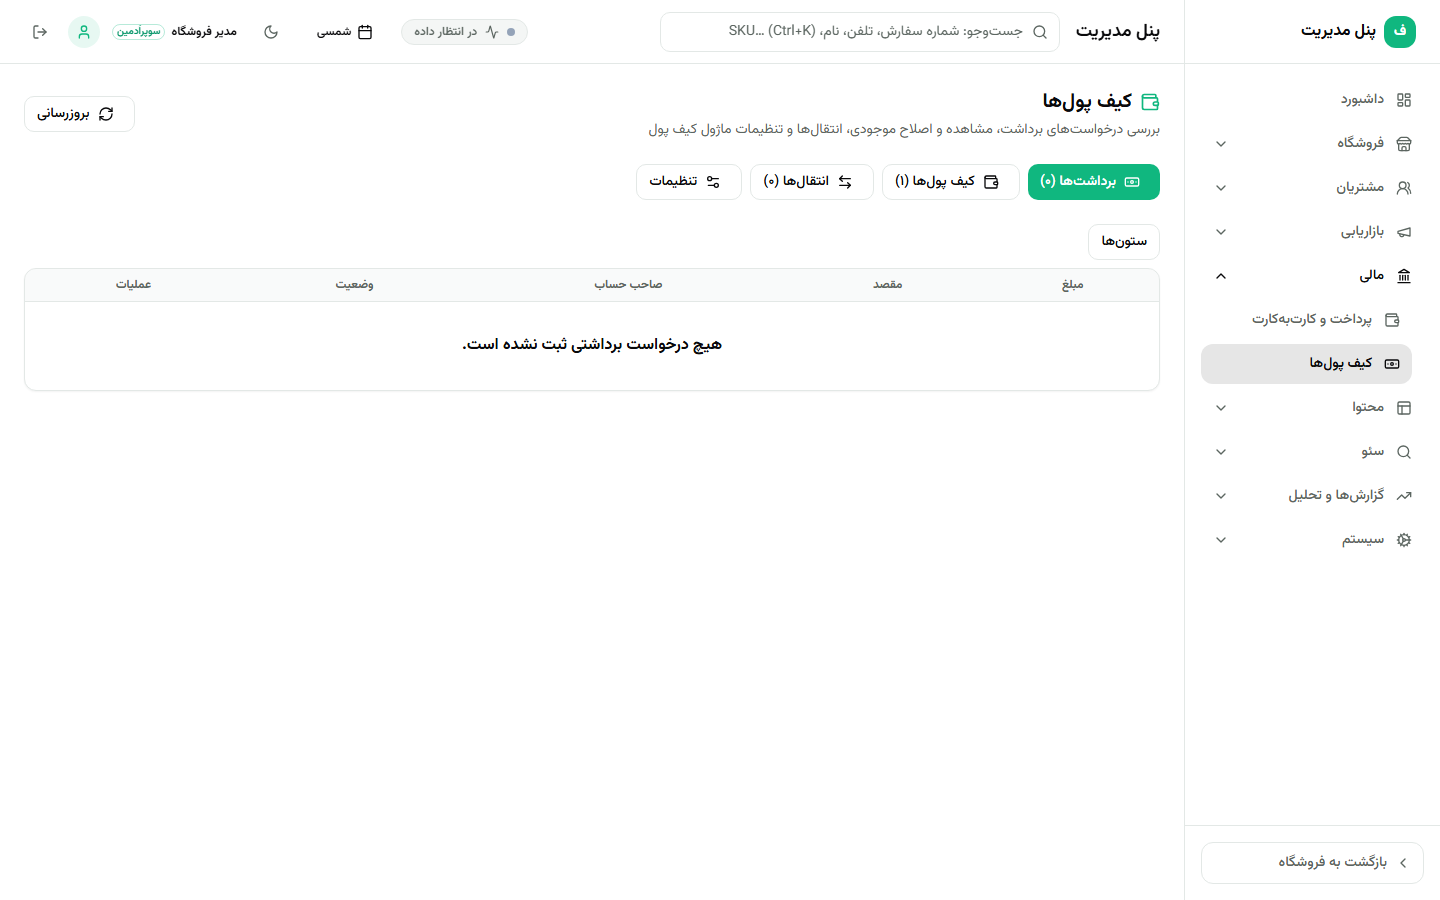 ف
پنل مدیریت
داشبورد
فروشگاه
مشتریان
بازاریابی
مالی
پرداخت و کارت‌به‌کارت
کیف پول‌ها
محتوا
سئو
گزارش‌ها و تحلیل
سیستم
بازگشت به فروشگاه
پنل مدیریت
جست‌وجو: شماره سفارش، تلفن، نام، SKU… (Ctrl+K)
در انتظار داده
شمسی
مدیر فروشگاه
سوپرادمین
کیف پول‌ها
بررسی درخواست‌های برداشت، مشاهده و اصلاح موجودی، انتقال‌ها و تنظیمات ماژول کیف پول
بروزرسانی
برداشت‌ها (۰)
کیف پول‌ها (۱)
انتقال‌ها (۰)
تنظیمات
ستون‌ها
مبلغ
مقصد
صاحب حساب
وضعیت
عملیات
هیچ درخواست برداشتی ثبت نشده است.